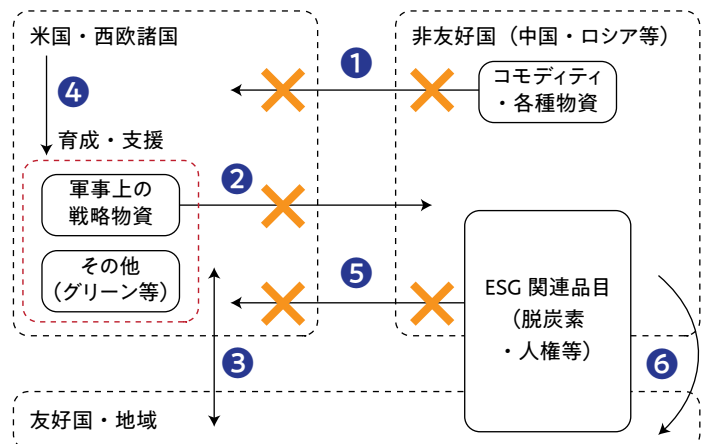 米国・西欧諸国
非友好国（中国・ロシア等）
1
コモディティ
・各種物資
4
育成・支援
2
軍事上の
戦略物資
その他
（グリーン等）
5
ESG 関連品目
（脱炭素
・人権等）
3
6
友好国・地域